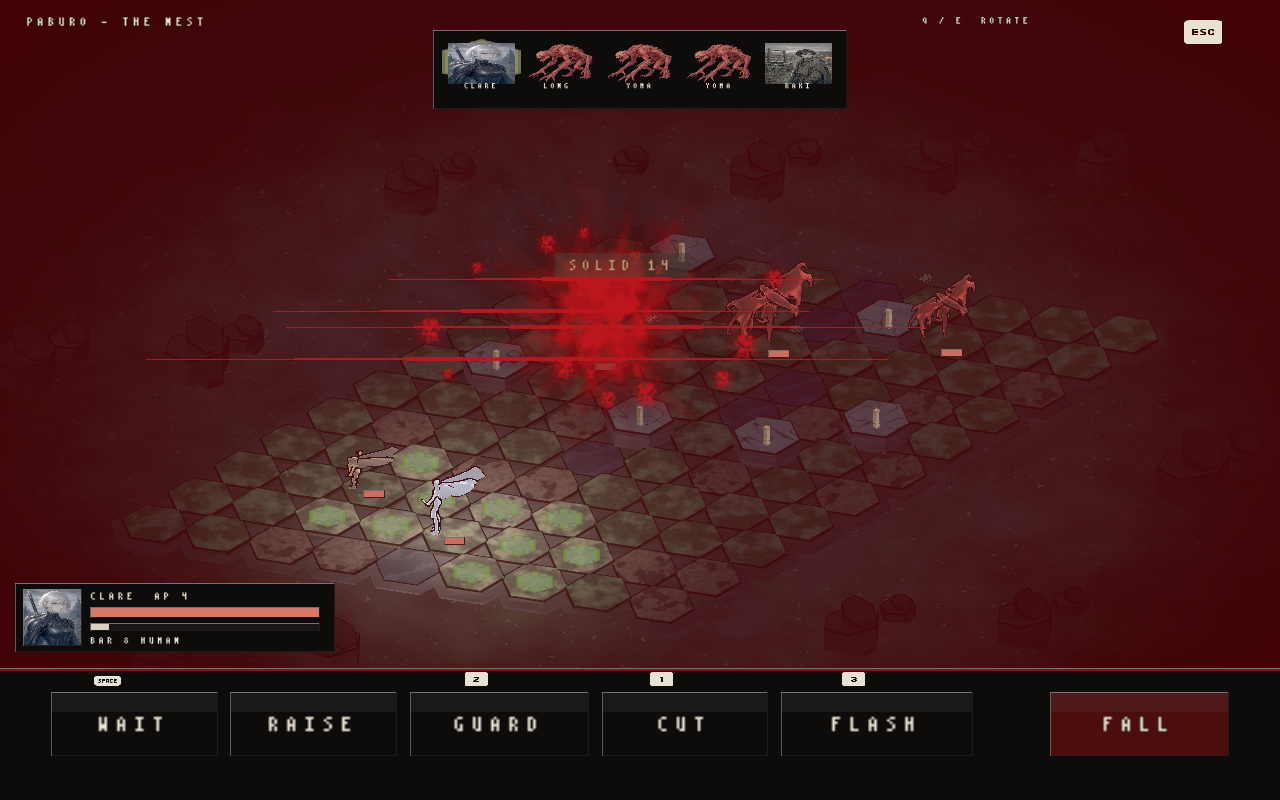 PABURO - THE NEST
Q / E ROTATE
ESC
CLARE
LONG
YOMA
YOMA
RAKI
SOLID 14
CLARE AP 4
BAR 8 HUMAN
SPACE
2
1
3
WAIT
RAISE
GUARD
CUT
FLASH
FALL